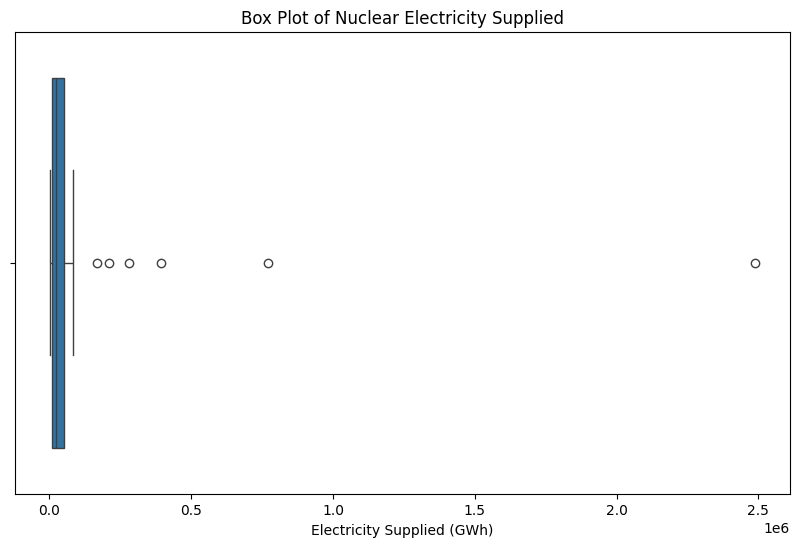 Box Plot of Nuclear Electricity Supplied
0.0 0.5 1.0 1.5 2.0 2.5
1e6
Electricity Supplied (GWh)